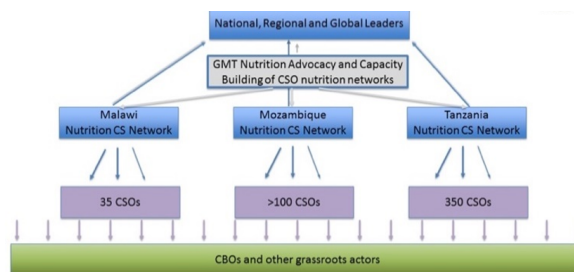 National, Regional and Global Leaders
GMT Nutrition Advocacy and Capacity
Building of CSO nutrition networks
Malawi
Nutrition CS Network
Mozambique
Nutrition CS Network
Tanzania
Nutrition CS Network
35 CSOs
>100 CSOs
350 CSOs
CBOs and other grassroots actors